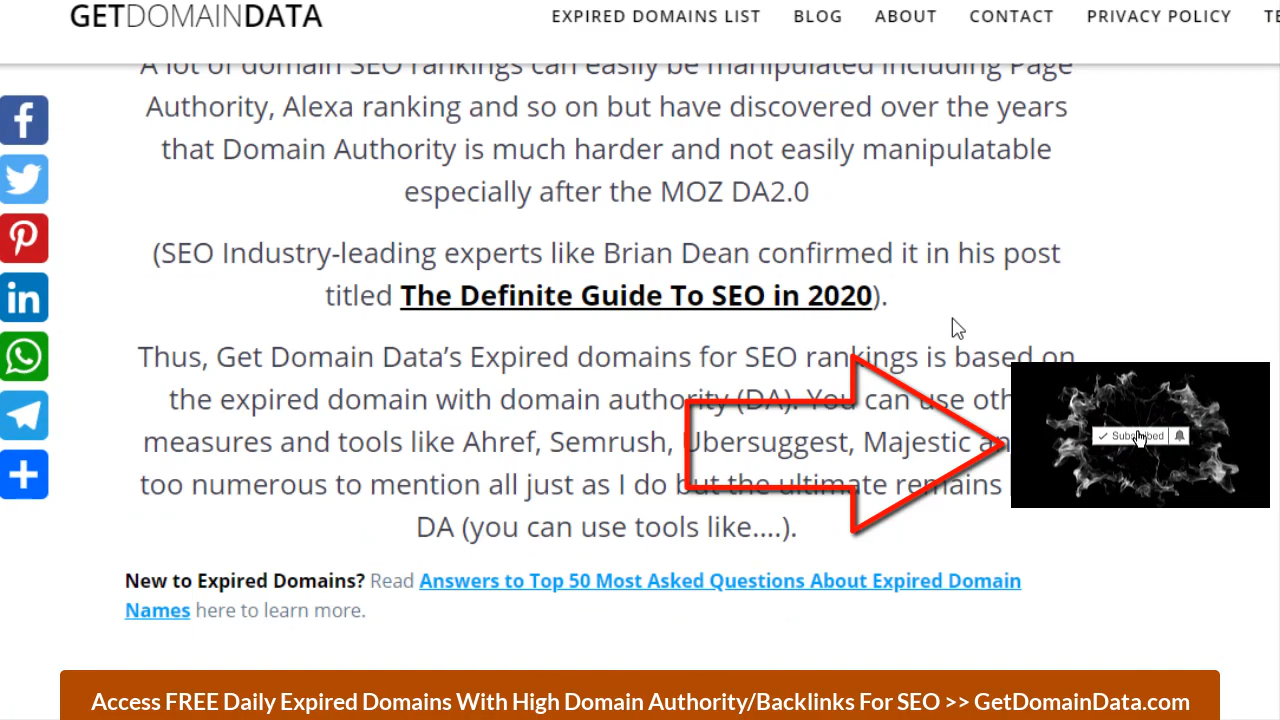 GETDOMAINDATA
EXPIRED DOMAINS LIST BLOG ABOUT CONTACT PRIVACY POLICY
A lot of domain SEO rankings can easily be manipulated including Page
Authority, Alexa ranking and so on but have discovered over the years
that Domain Authority is much harder and not easily manipulatable
especially after the MOZ DA2.0
(SEO Industry-leading experts like Brian Dean confirmed it in his post
titled The Definite Guide To SEO in 2020).
Thus, Get Domain Data's Expired domains for SEO rankings is based on
the expired domain with domain authority (DA). You can use
measures and tools like Ahref, Semrush, Ubersuggest, Majestic
too numerous to mention all just as I do but the ultimate remains
DA (you can use tools like....).
Subscribed
New to Expired Domains? Read Answers to Top 50 Most Asked Questions About Expired Domain
Names here to learn more.
Access FREE Daily Expired Domains With High Domain Authority/Backlinks For SEO >> GetDomainData.com